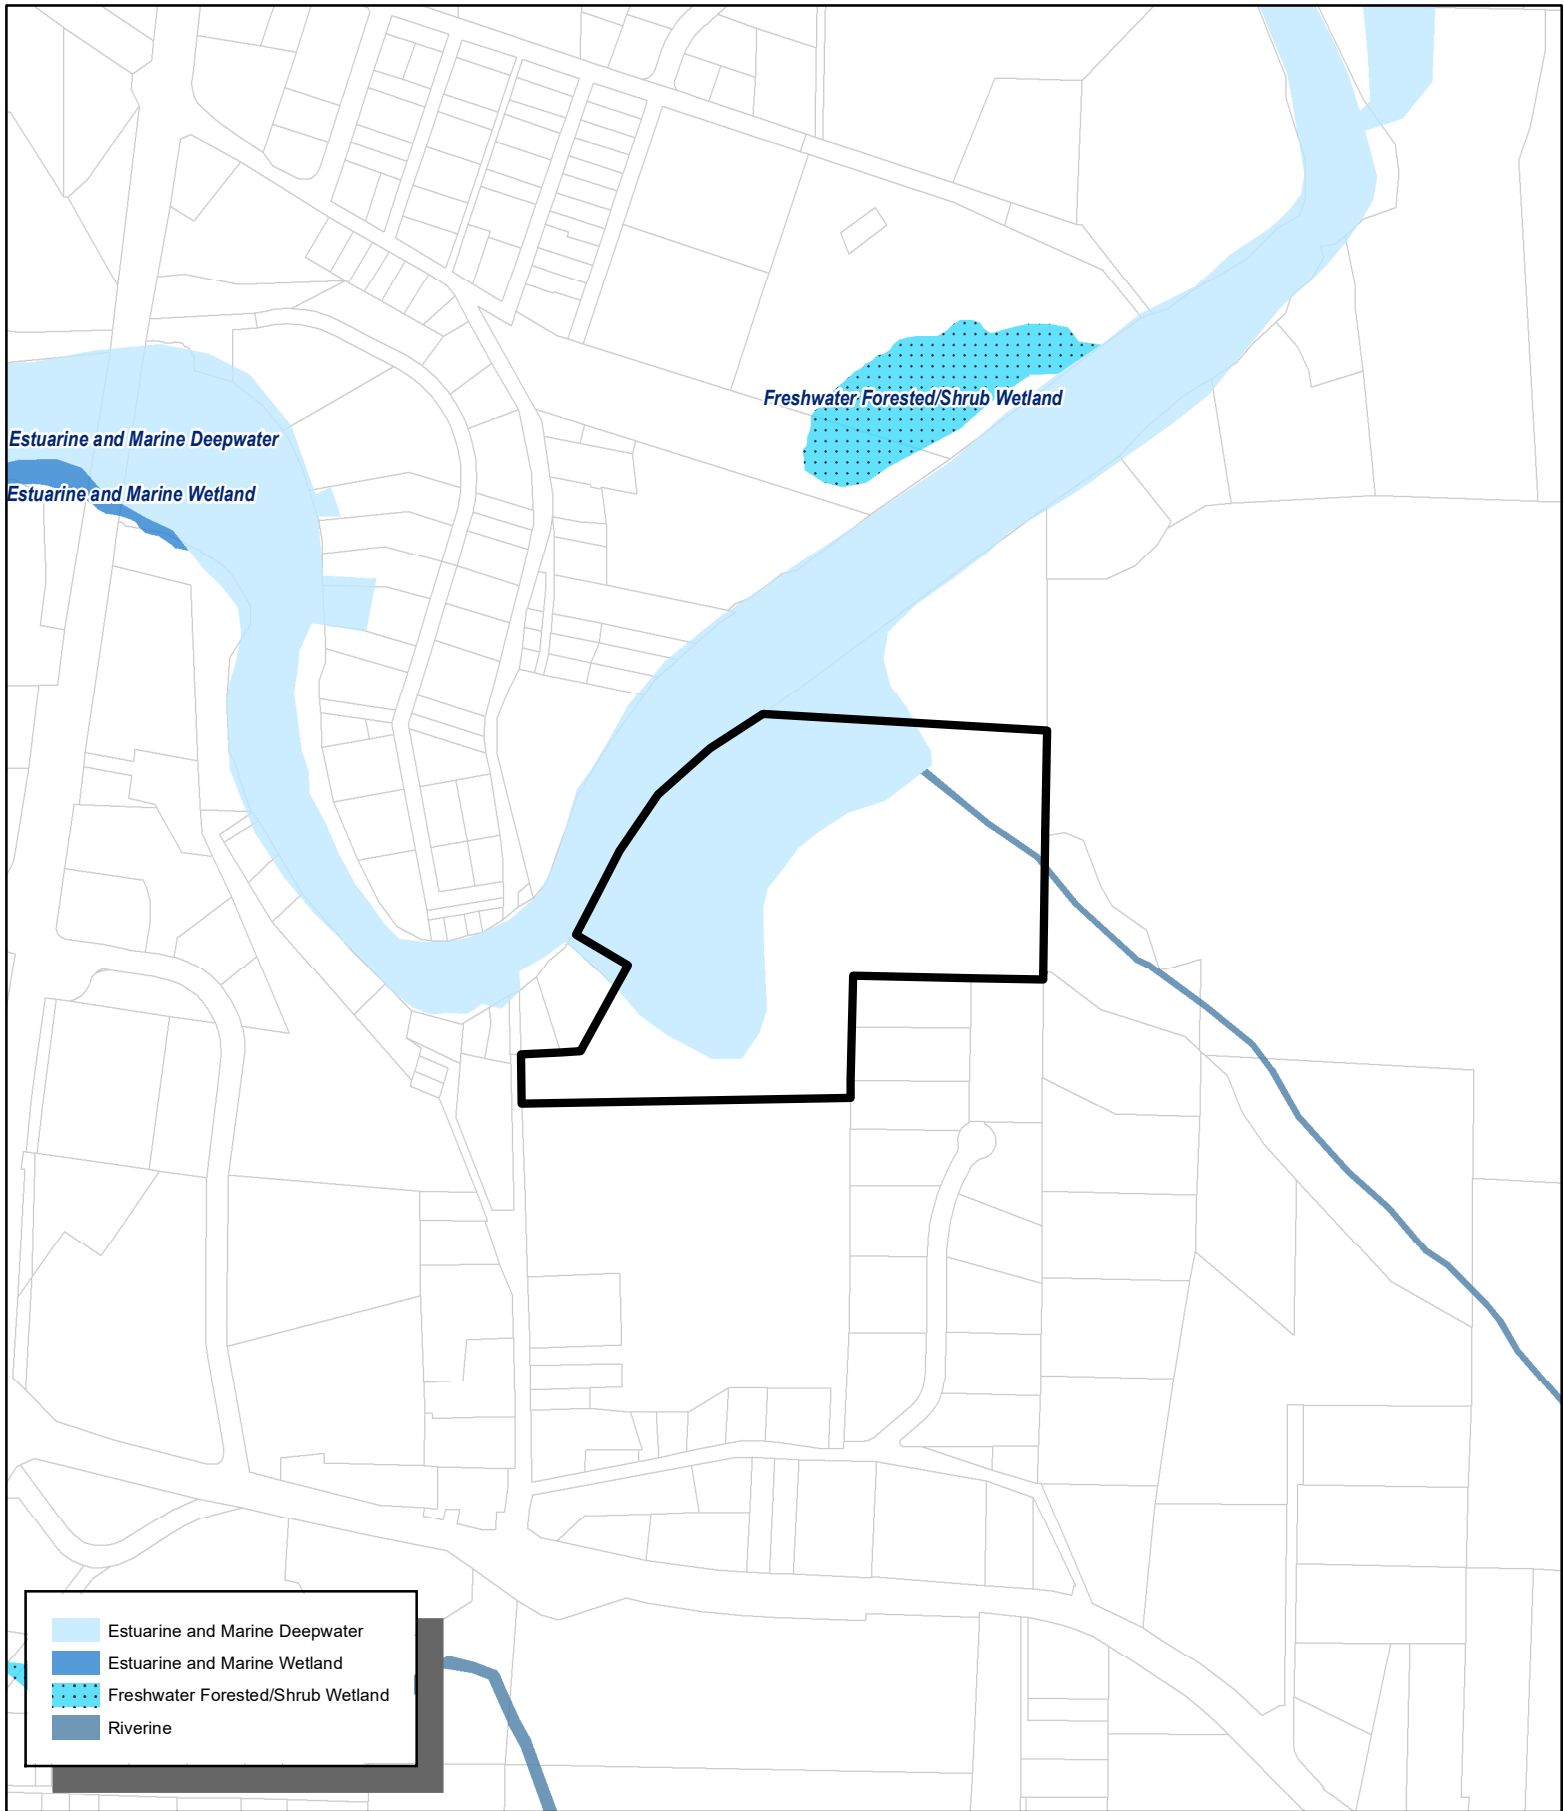 Freshwater Forested/Shrub Wetland
Estuarine and Marine Deepwater
Estuarine and Marine Wetland
Estuarine and Marine Deepwater
Estuarine and Marine Wetland
Freshwater Forested/Shrub Wetland
Riverine